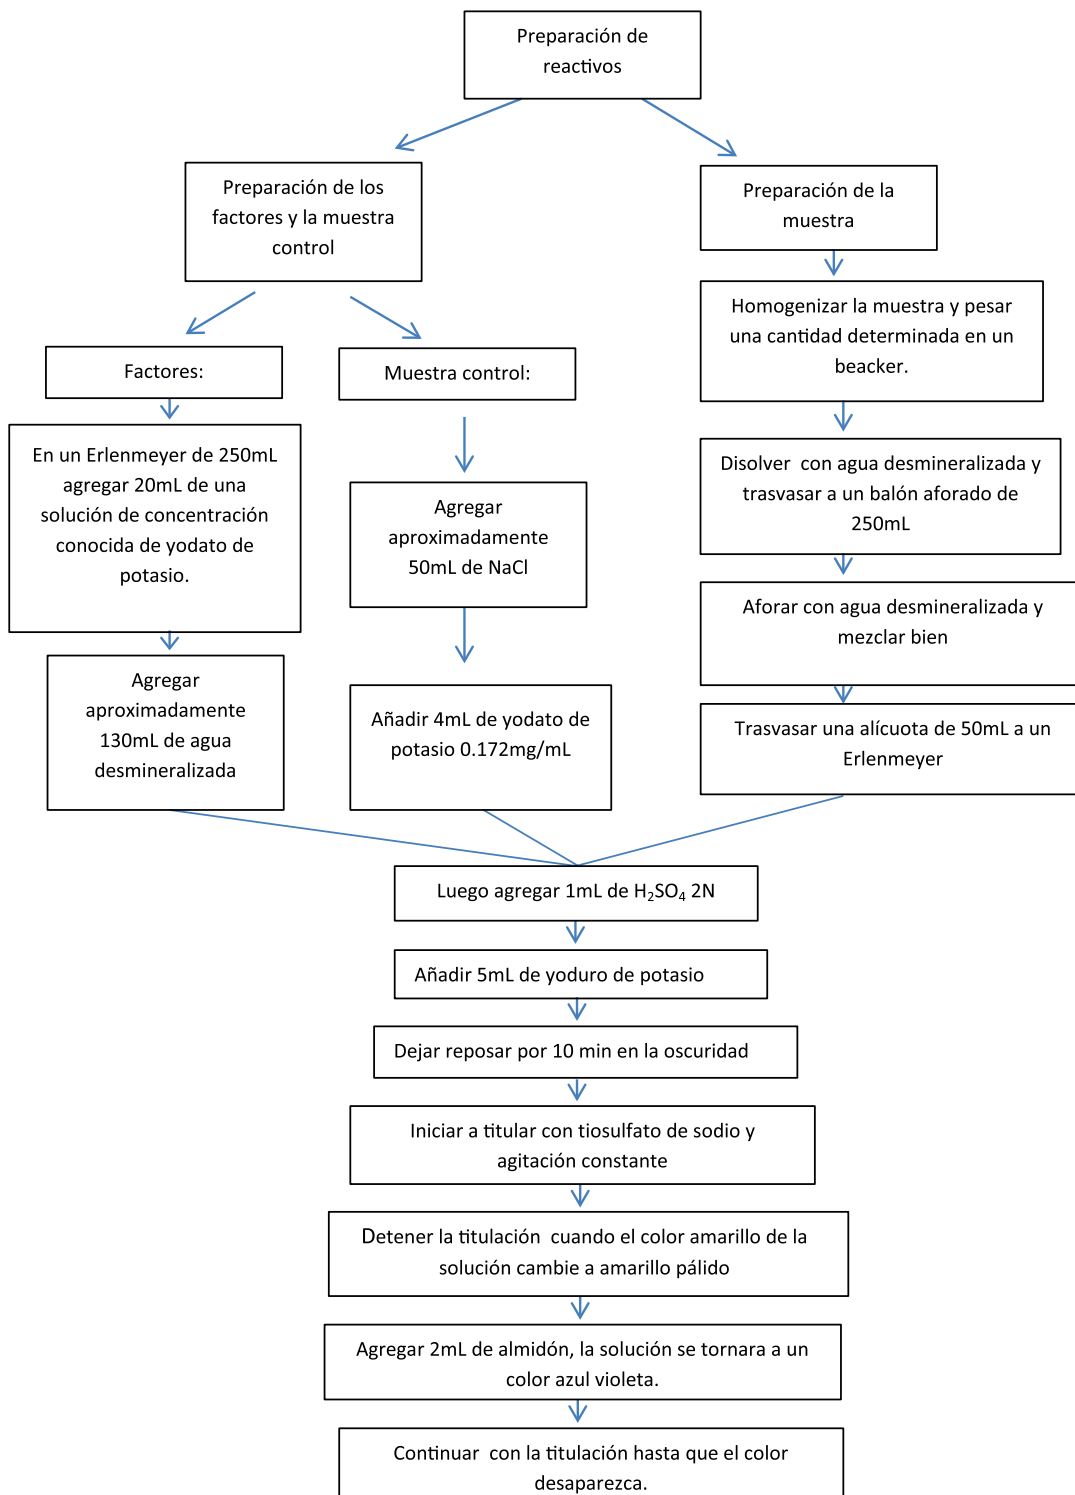 Preparación de
reactivos
Preparación de los
factores y la muestra
control
Preparación de la
muestra
Factores:
Muestra control:
Homogenizar la muestra y pesar
una cantidad determinada en un
beacker.
En un Erlenmeyer de 250mL
agregar 20mL de una
solución de concentración
conocida de yodato de
potasio.
Agregar
aproximadamente
50mL de NaCl
Disolver con agua desmineralizada y
trasvasar a un balón aforado de
250mL
Aforar con agua desmineralizada y
mezclar bien
Agregar
aproximadamente
130mL de agua
desmineralizada
Añadir 4mL de yodato de
potasio 0.172mg/mL
Trasvasar una alícuota de 50mL a un
Erlenmeyer
Luego agregar 1mL de H₂SO₄ 2N
Añadir 5mL de yoduro de potasio
Dejar reposar por 10 min en la oscuridad
Iniciar a titular con tiosulfato de sodio y
agitación constante
Detener la titulación cuando el color amarillo de la
solución cambie a amarillo pálido
Agregar 2mL de almidón, la solución se tornara a un
color azul violeta.
Continuar con la titulación hasta que el color
desaparezca.